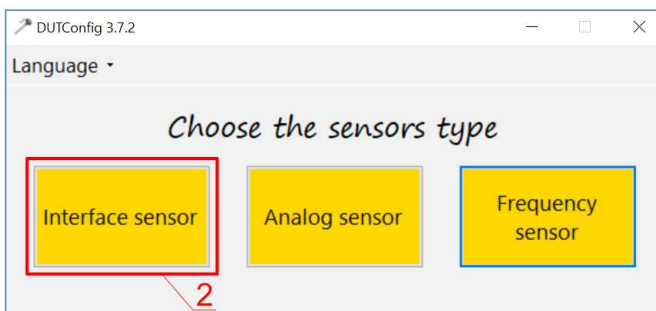 DUTConfig 3.7.2
Language
Choose the sensors type
Interface sensor
Analog sensor
Frequency
sensor
2